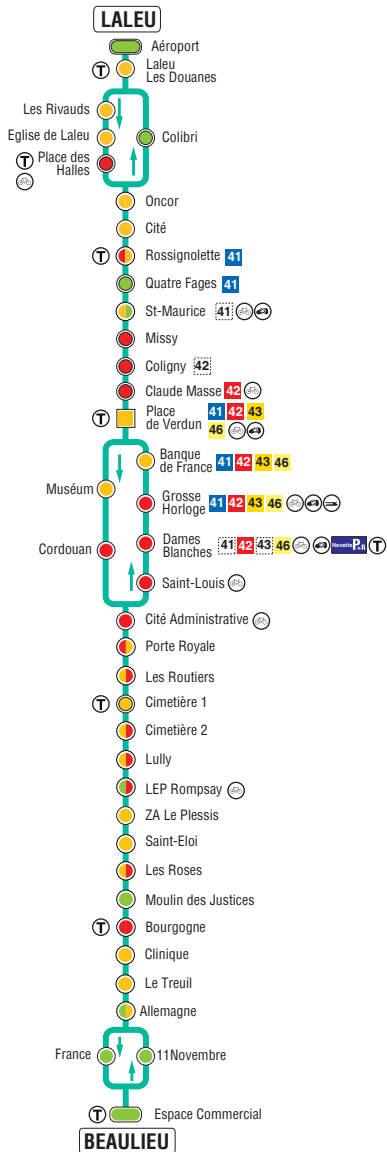 LALEU
Aéroport
T
Laleu
Les Douanes
Les Rivauds
Eglise de Laleu
Colibri
T Place des
Halles
Oncor
Cité
T Rossignolette 41
Quatre Fages 41
St-Maurice 41
Missy
Coligny 42
Claude Masse 42
T Place 41 42 43
de Verdun
46
Banque
de France 41 42 43 46
Muséum
Grosse
Horloge 41 42 43 46
Cordouan
Dames
Blanches 41 42 43 46 Navette P+R T
Saint-Louis
Cité Administrative
Porte Royale
Les Routiers
T Cimetière 1
Cimetière 2
Lully
LEP Rompsay
ZA Le Plessis
Saint-Eloi
Les Roses
Moulin des Justices
T Bourgogne
Clinique
Le Treuil
Allemagne
France 11Novembre
T Espace Commercial
BEAULIEU